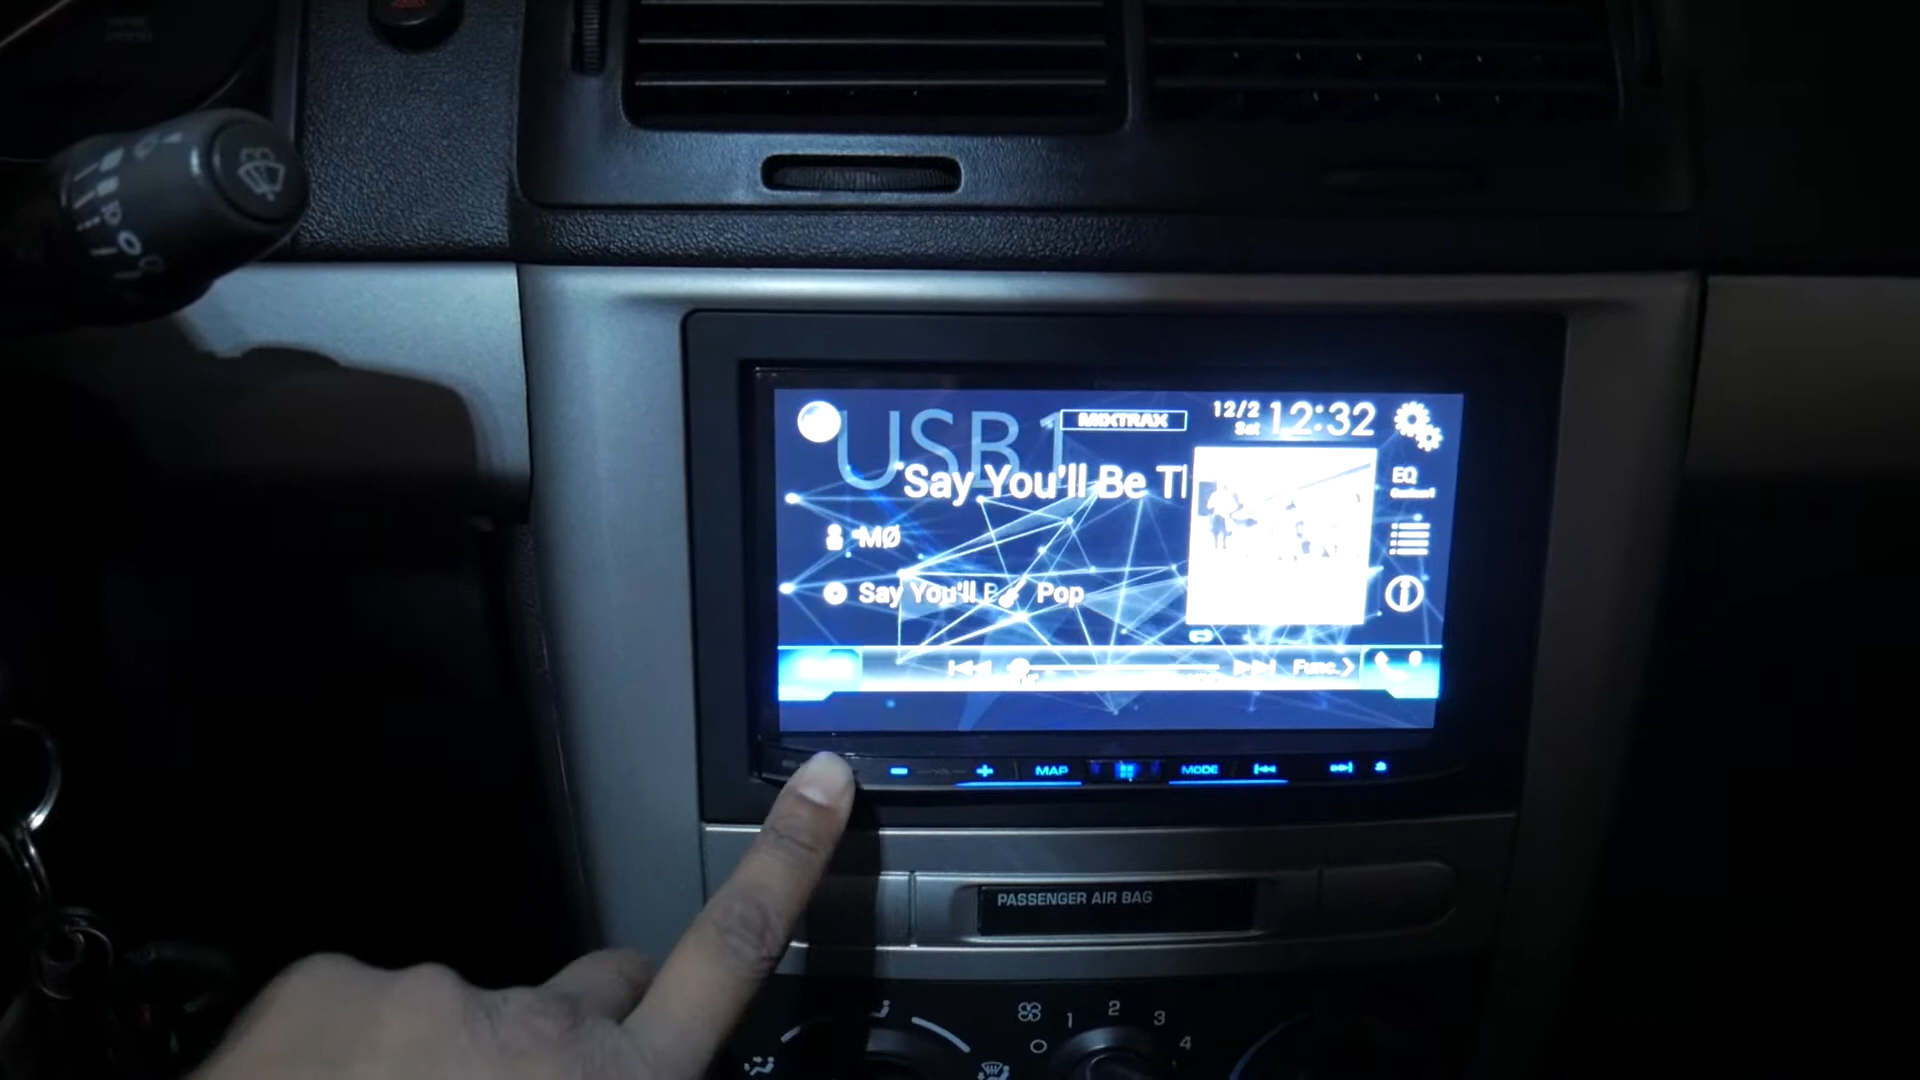 USB1
MIXTRAX
12/2
Sat
12:32
"Say You'll Be Th
EQ
Custom1
MØ
Say You'll B
Pop
Func.
MAP
MODE
PASSENGER AIR BAG
1
2
3
4